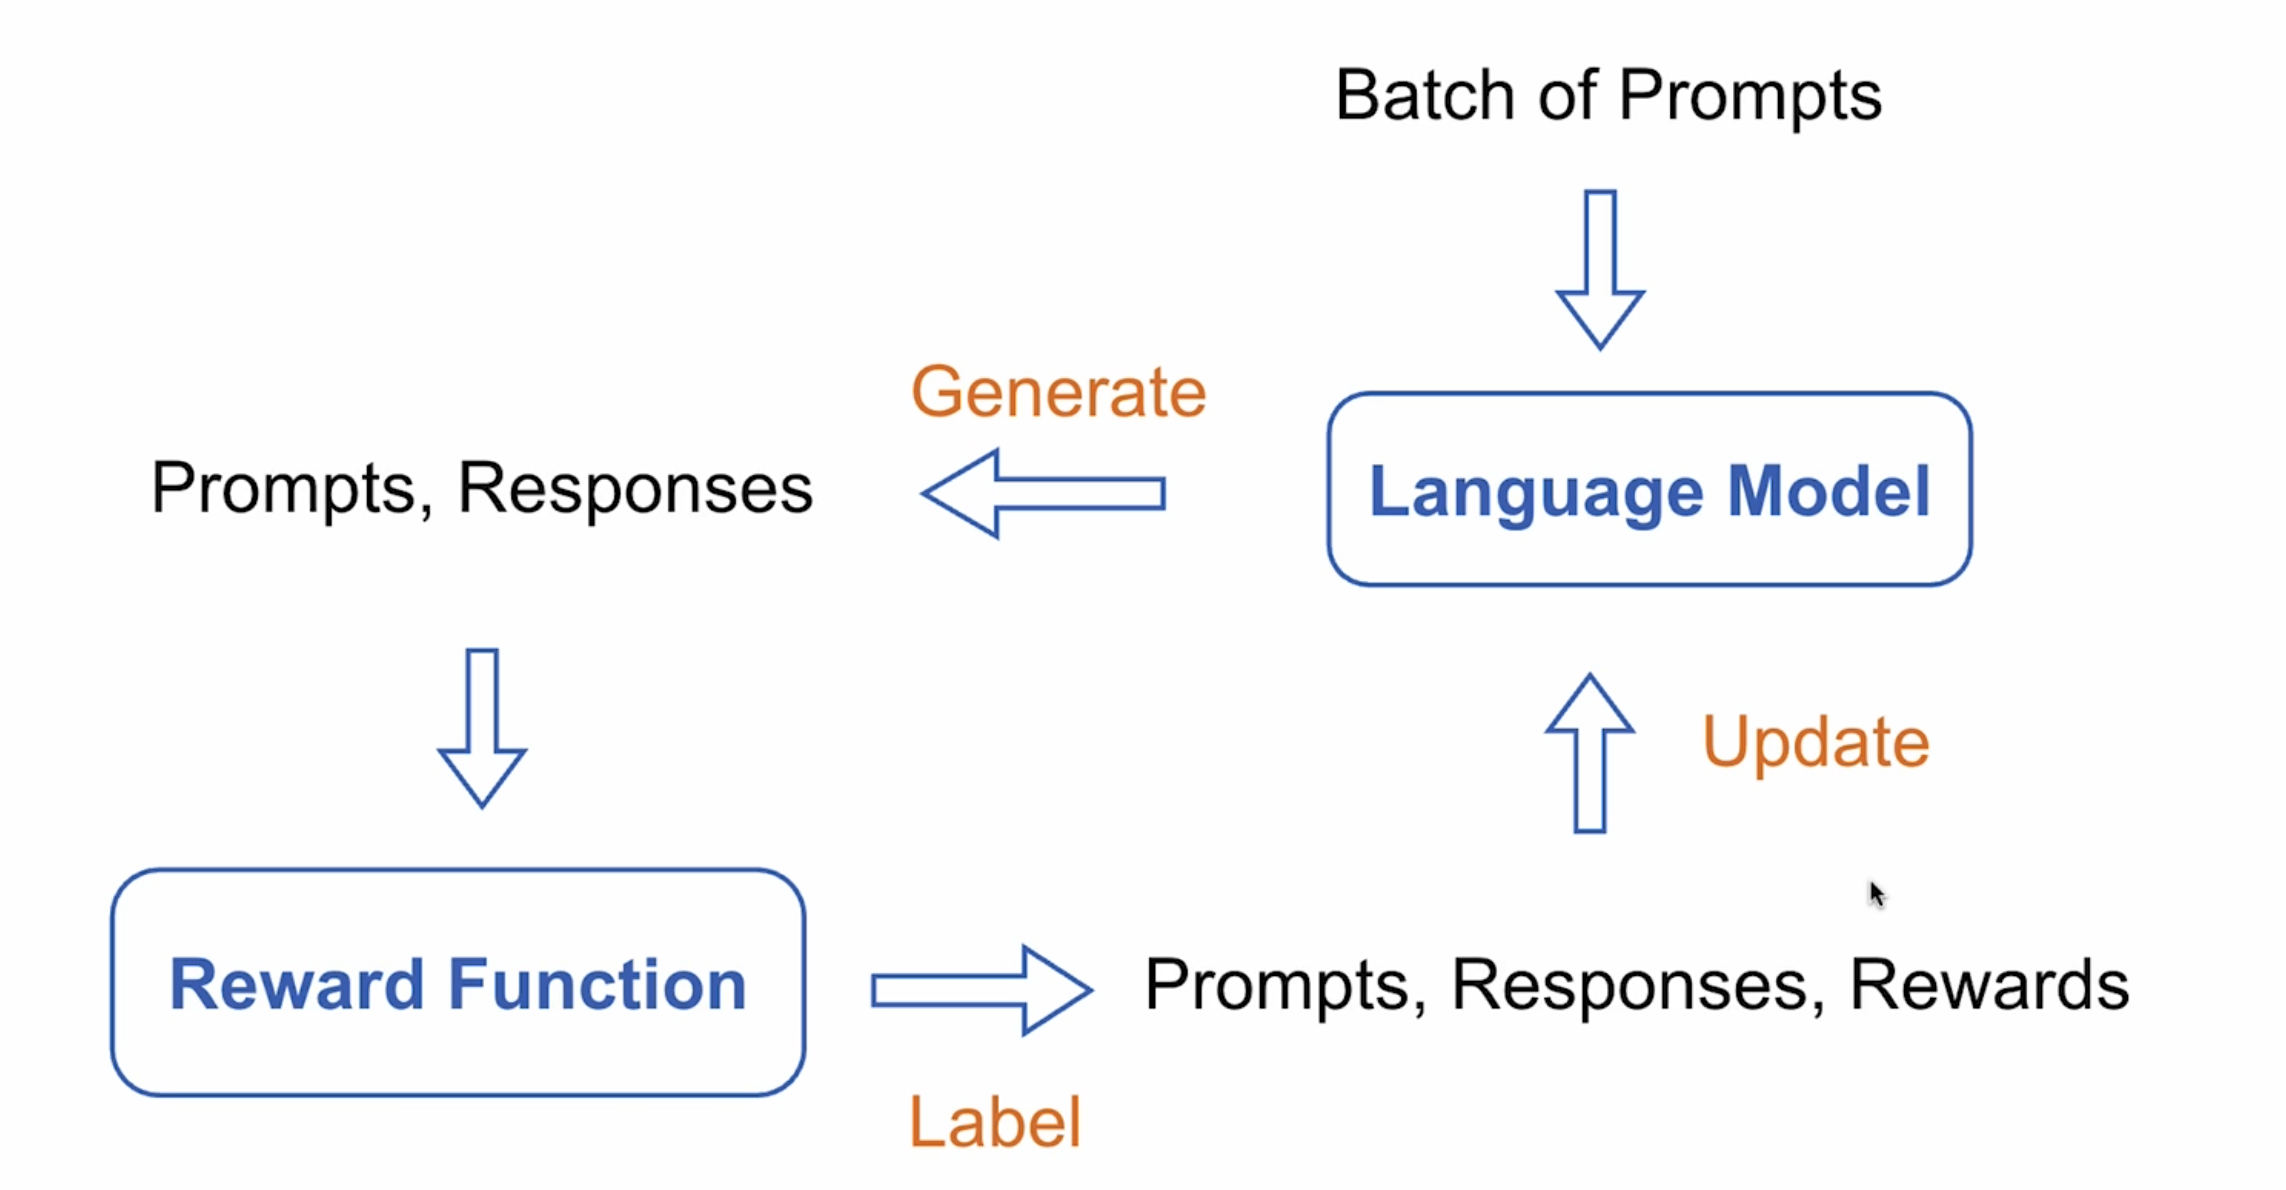 Batch of Prompts
Generate
Prompts, Responses
Language Model
Update
Reward Function
Prompts, Responses, Rewards
Label